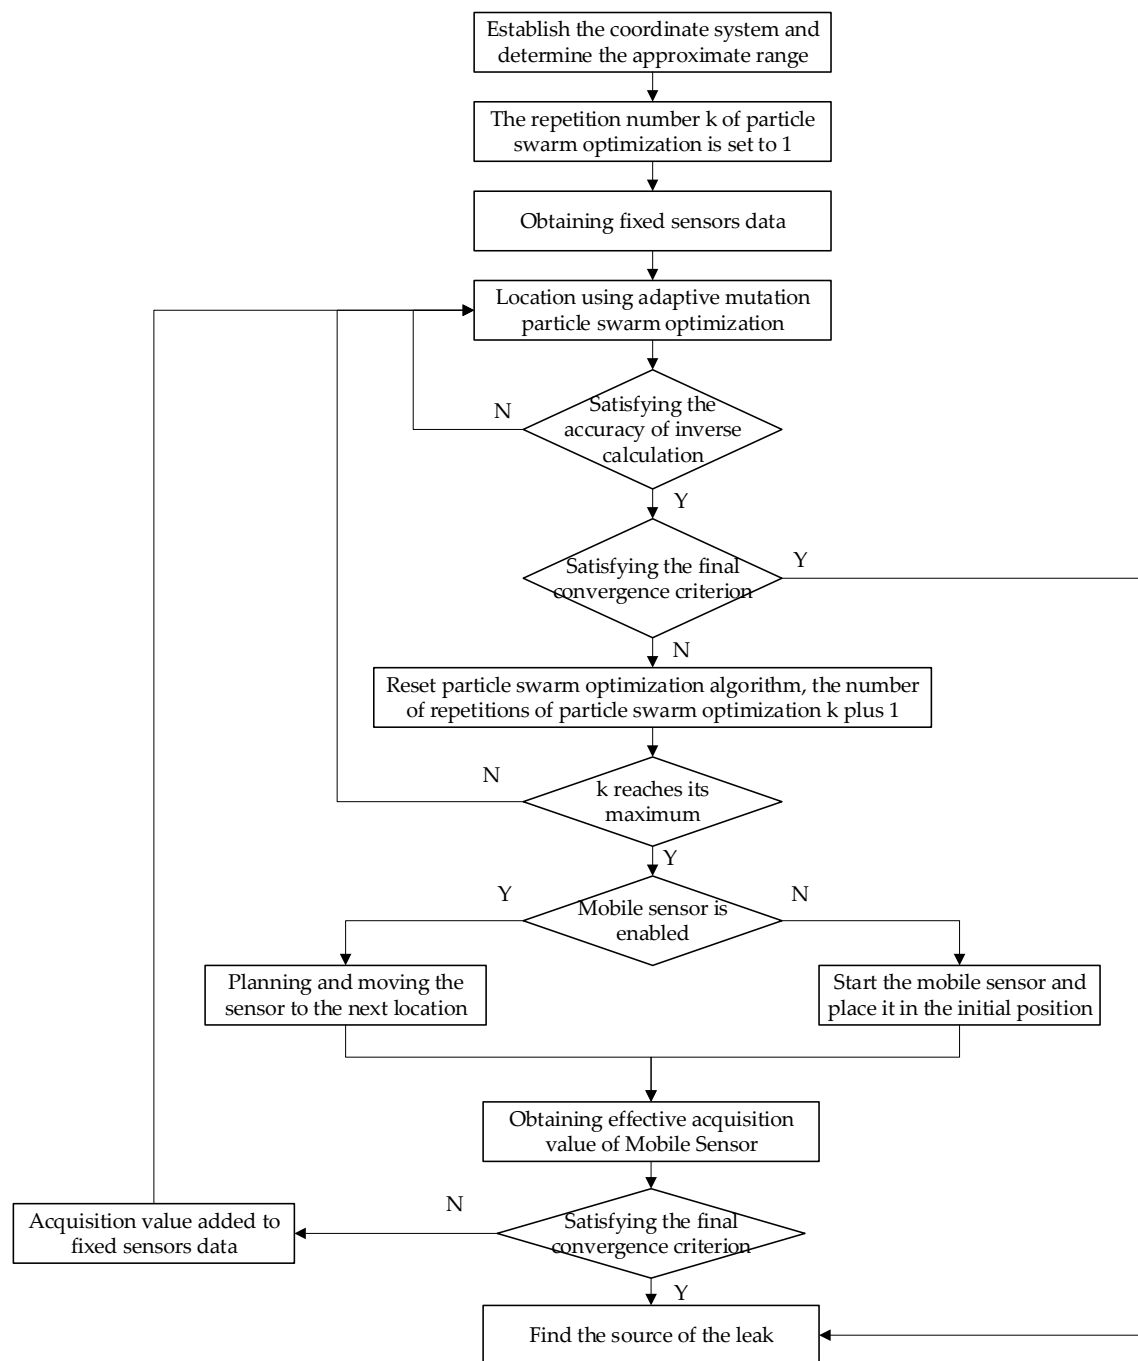 Establish the coordinate system and
determine the approximate range
The repetition number k of particle
swarm optimization is set to 1
Obtaining fixed sensors data
Location using adaptive mutation
particle swarm optimization
N
Satisfying the
accuracy of inverse
calculation
Y
Satisfying the final
convergence criterion
Y
N
Reset particle swarm optimization algorithm, the number
of repetitions of particle swarm optimization k plus 1
N
k reaches its
maximum
Y
Y
Mobile sensor is
enabled
N
Planning and moving the
sensor to the next location
Start the mobile sensor and
place it in the initial position
Obtaining effective acquisition
value of Mobile Sensor
Acquisition value added to
fixed sensors data
N
Satisfying the final
convergence criterion
Y
Find the source of the leak